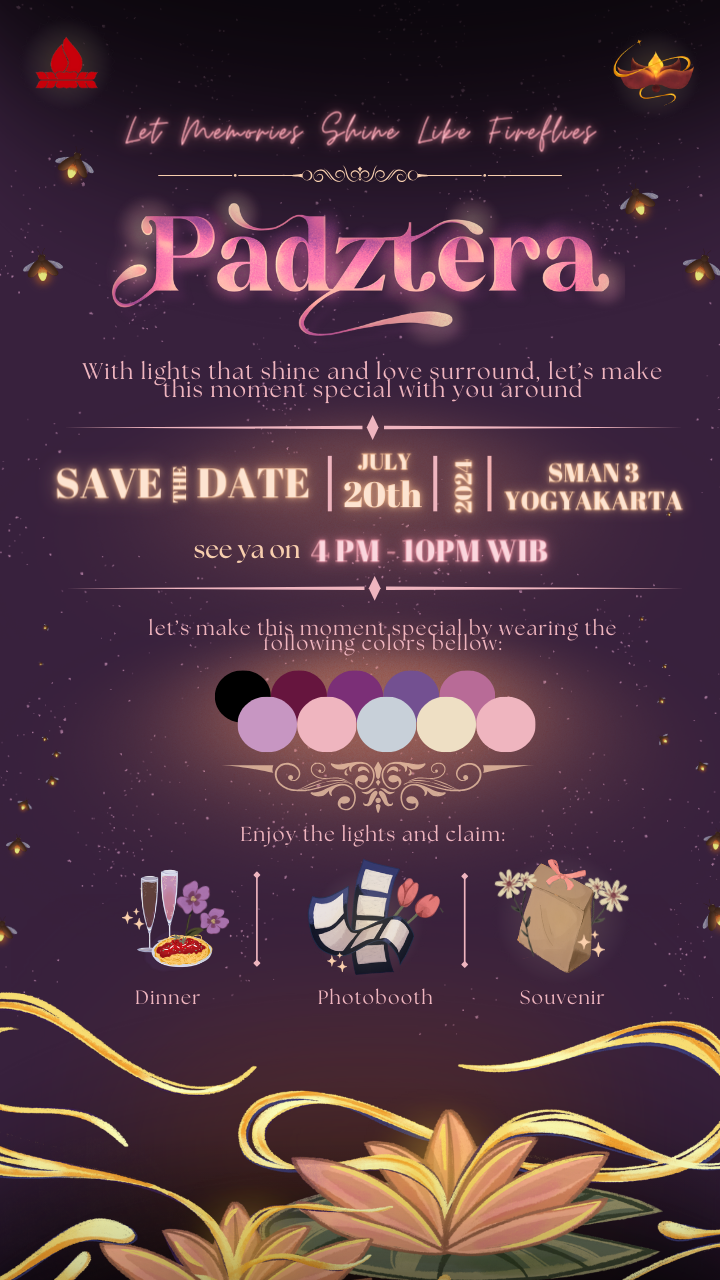 Let Memories Shine Like Fireflies
Padztera
With lights that shine and love surround, let's make
this moment special with you around
SAVE THE DATE
JULY
20th
2024
SMAN 3
YOGYAKARTA
see ya on 4 PM - 10PM WIB
let's make this moment special by wearing the
following colors bellow:
Enjoy the lights and claim:
Dinner
Photobooth
Souvenir